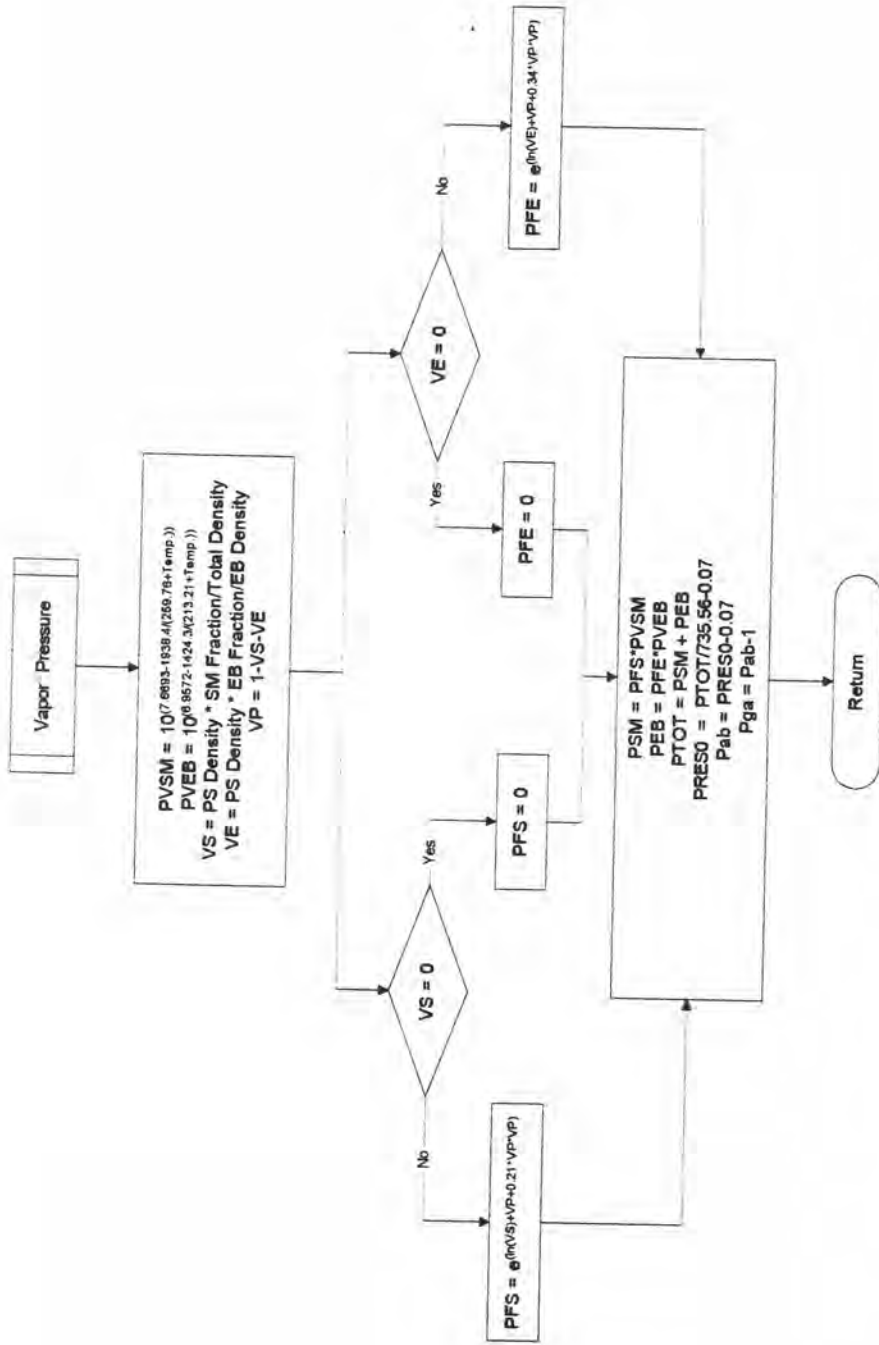 Vapor Pressure
PVSM = 10(7.6693-1938.4/(259.76+Temp.))
PVEB = 10(6.9572-1424.3/(213.21+Temp.))
VS = PS Density * SM Fraction/Total Density
VE = PS Density * EB Fraction/EB Density
VP = 1-VS-VE
VS = 0
VE = 0
No
Yes
Yes
No
PFS = e(ln(VS)+VP+0.21*VP*VP)
PFS = 0
PFE = 0
PFE = e(ln(VE)+VP+0.34*VP*VP)
PSM = PFS*PVSM
PEB = PFE*PVEB
PTOT = PSM + PEB
PRES0 = PTOT/735.56-0.07
Pab = PRES0-0.07
Pga = Pab-1
Return